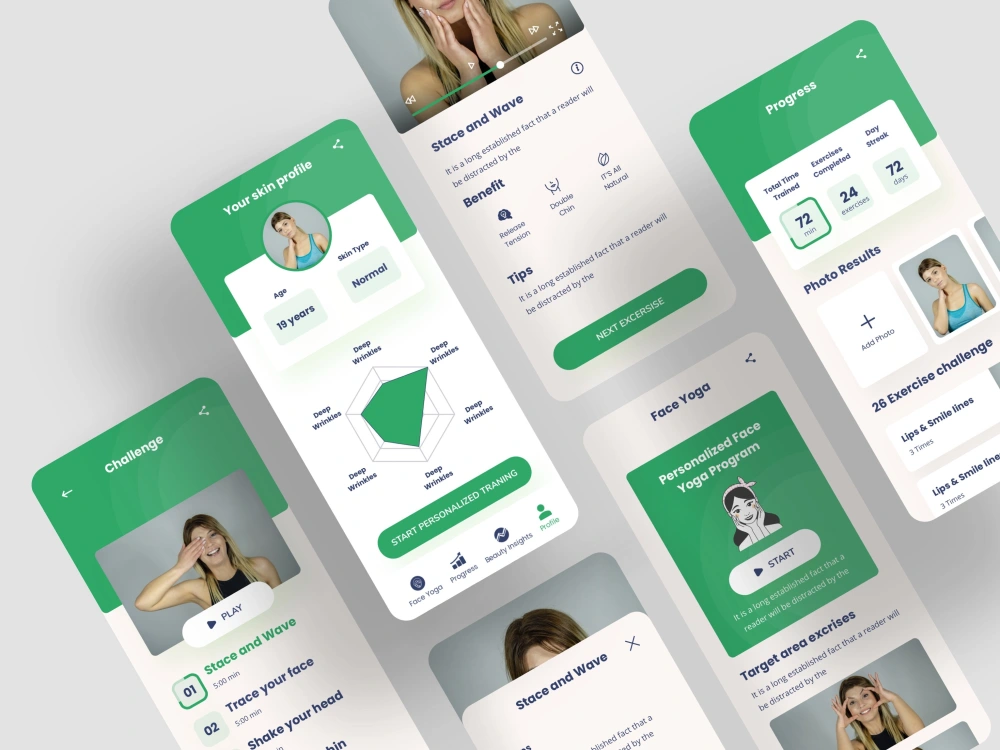 Challenge
PLAY
01
Stace and Wave
5:00 min
02
Trace your face
5:00 min
Shake your head
Your skin profile
Age
19 years
Skin Type
Normal
Deep
Wrinkles
Deep
Wrinkles
Deep
Wrinkles
Deep
Wrinkles
Deep
Wrinkles
Deep
Wrinkles
START PERSONALIZED TRANING
Face Yoga
Progress
Beauty Insights
Profile
Stace and Wave
It is a long established fact that a reader will
be distracted by the
Benefit
Release
Tension
Double
Chin
IT'S All
Natural
Tips
It is a long established fact that a reader will
be distracted by the
NEXT EXCERSISE
Stace and Wave
Face Yoga
Personalized Face
Yoga Program
START
It is a long established fact that a
reader will be distracted by the
Target area excrises
It is a long established fact that a reader will
be distracted by the
Progress
Total Time
Trained
72
min
Exercises
Completed
24
exercises
Day
Streak
72
days
Photo Results
Add Photo
26 Exercise challenge
Lips & Smile lines
3 Times
Lips & Smile line
3 Times